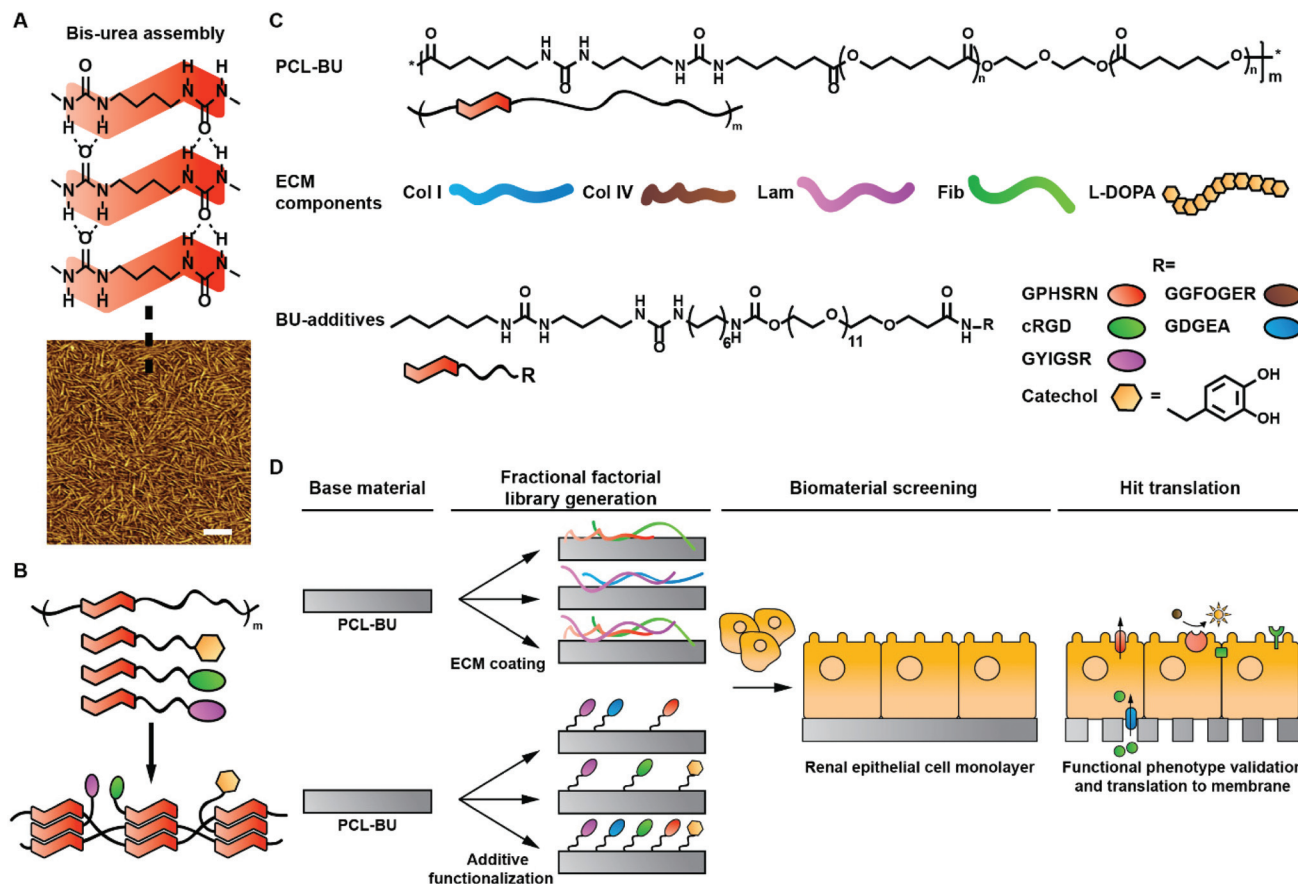 A
Bis-urea assembly
O
N
N
H
H
H
H
N
N
O
O
N
N
H
H
H
H
N
N
O
O
N
N
H
H
H
H
N
N
O
B
m
C
PCL-BU
*
O
H
N
H
N
O
H
N
O
N
H
N
H
O
O
O
n
O
O
O
O
O
n
*
m
m
ECM
components
Col I
Col IV
Lam
Fib
L-DOPA
BU-additives
O
N
H
N
H
H
N
H
N
O
6
H
N
O
O
O
11
O
O
N
H
R
R
R=
GPHSRN
GGFOGER
cRGD
GDGEA
GYIGSR
Catechol
=
OH
OH
D
Base material
Fractional factorial
library generation
Biomaterial screening
Hit translation
PCL-BU
ECM coating
PCL-BU
Additive
functionalization
Renal epithelial cell monolayer
Functional phenotype validation
and translation to membrane